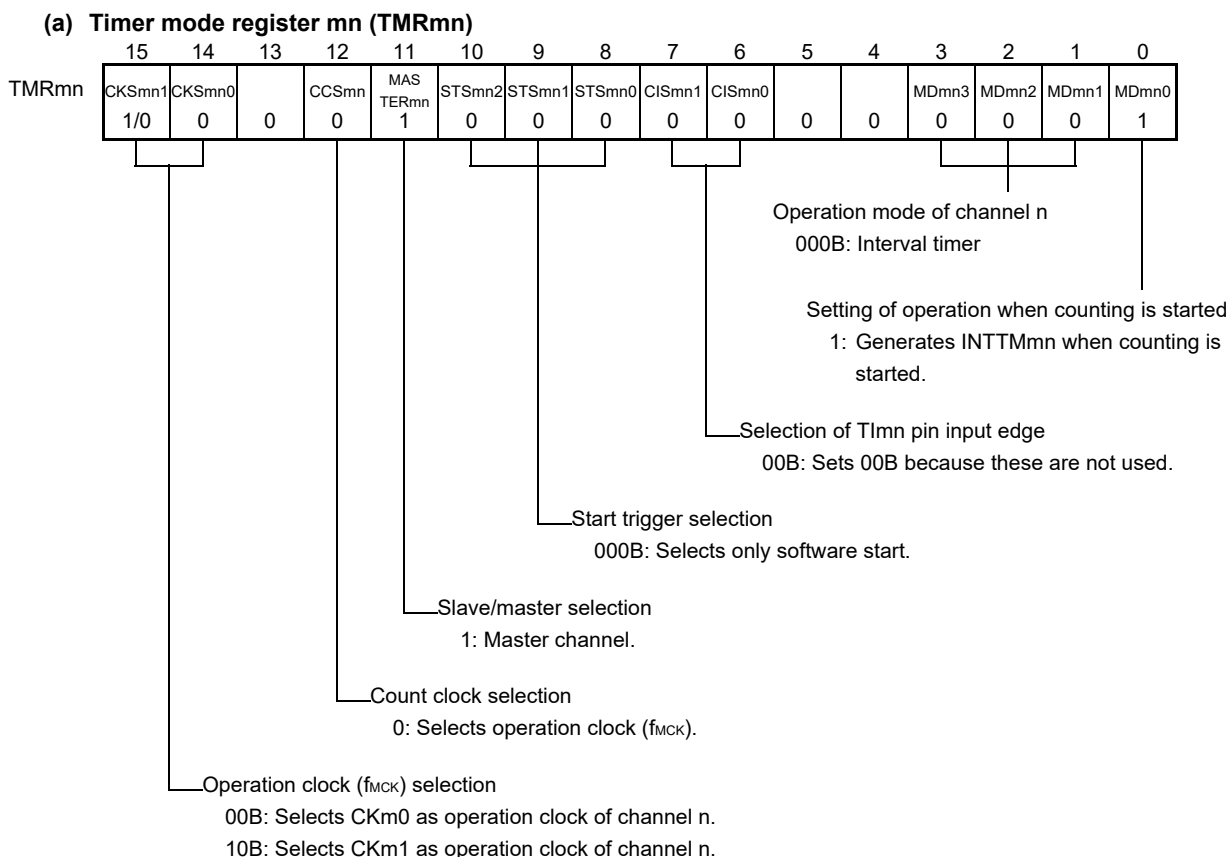 (a) Timer mode register mn (TMRmn)
15 14 13 12 11 10 9 8 7 6 5 4 3 2 1 0
TMRmn CKSmn1 CKSmn0 CCSmn MAS TERmn STSmn2 STSmn1 STSmn0 CISmn1 CISmn0 MDmn3 MDmn2 MDmn1 MDmn0
1/0 0 0 0 1 0 0 0 0 0 0 0 0 0 0 1
Operation mode of channel n
000B: Interval timer
Setting of operation when counting is started
1: Generates INTTMmn when counting is
started.
Selection of TImn pin input edge
00B: Sets 00B because these are not used.
Start trigger selection
000B: Selects only software start.
Slave/master selection
1: Master channel.
Count clock selection
0: Selects operation clock (fMCK).
Operation clock (fMCK) selection
00B: Selects CKm0 as operation clock of channel n.
10B: Selects CKm1 as operation clock of channel n.